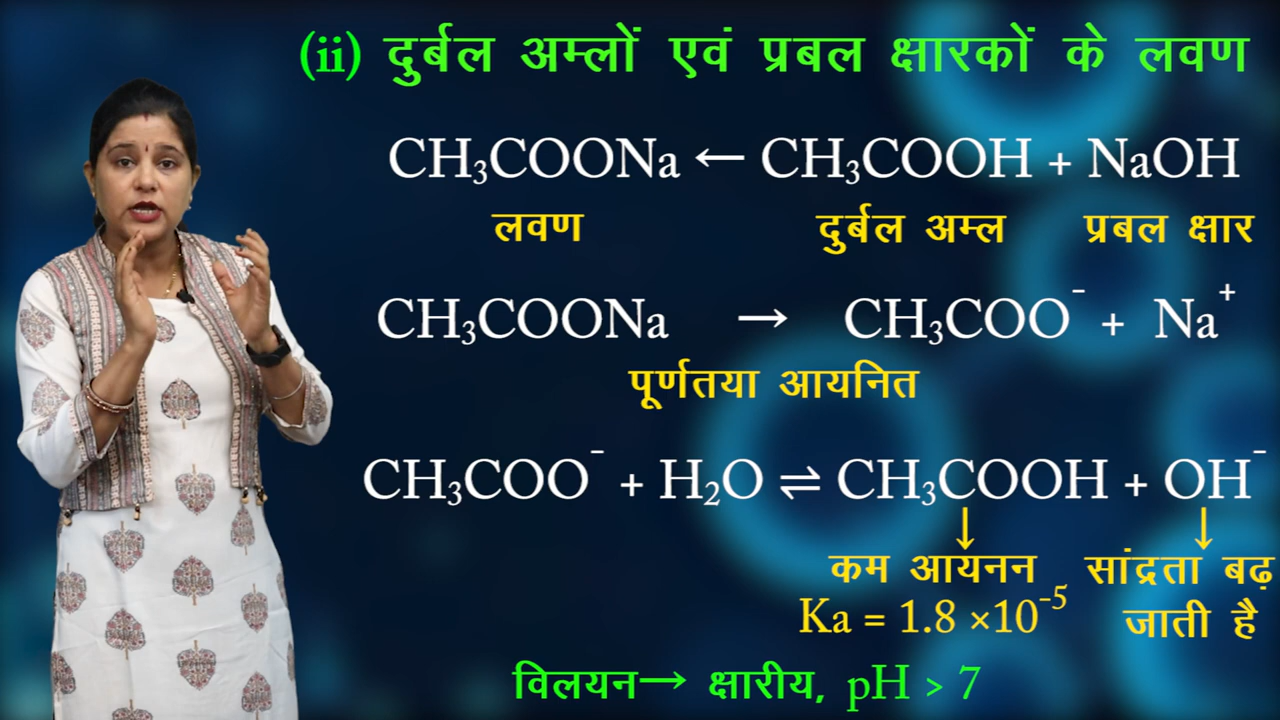 (ii) दुर्बल अम्लों एवं प्रबल क्षारकों के लवण
CH₃COONa ← CH₃COOH + NaOH
लवण दुर्बल अम्ल प्रबल क्षार
CH₃COONa → CH₃COO⁻ + Na⁺
पूर्णतया आयनित
CH₃COO⁻ + H₂O ⇌ CH₃COOH + OH⁻
↓ ↓
कम आयनन सांद्रता बढ़
Ka = 1.8 ×10⁻⁵ जाती है
विलयन→ क्षारीय, pH > 7